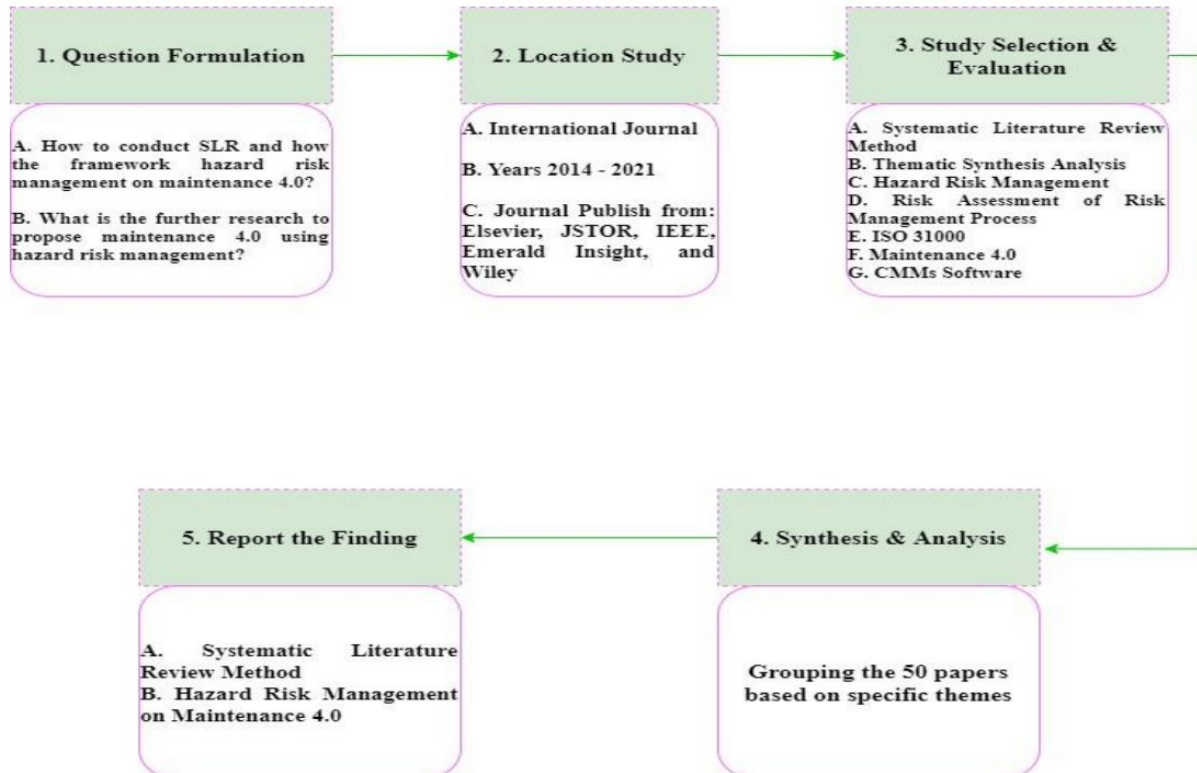 1. Question Formulation
A. How to conduct SLR and how
the framework hazard risk
management on maintenance 4.0?
B. What is the further research to
propose maintenance 4.0 using
hazard risk management?
2. Location Study
A. International Journal
B. Years 2014 - 2021
C. Journal Publish from:
Elsevier, JSTOR, IEEE,
Emerald Insight, and
Wiley
3. Study Selection &
Evaluation
A. Systematic Literature Review
Method
B. Thematic Synthesis Analysis
C. Hazard Risk Management
D. Risk Assessment of Risk
Management Process
E. ISO 31000
F. Maintenance 4.0
G. CMMs Software
4. Synthesis & Analysis
Grouping the 50 papers
based on specific themes
5. Report the Finding
A. Systematic Literature
Review Method
B. Hazard Risk Management
on Maintenance 4.0